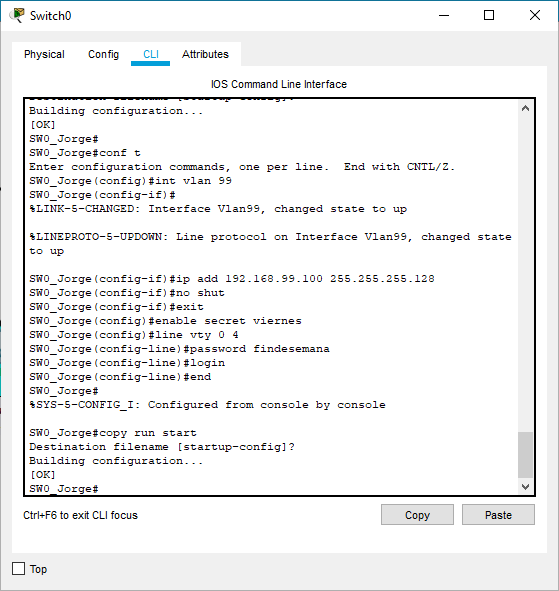 Switch0
Physical Config CLI Attributes
IOS Command Line Interface
Destination filename [startup-config]?
Building configuration...
[OK]
SW0_Jorge#
SW0_Jorge#conf t
Enter configuration commands, one per line.  End with CNTL/Z.
SW0_Jorge(config)#int vlan 99
SW0_Jorge(config-if)#
%LINK-5-CHANGED: Interface Vlan99, changed state to up
%LINEPROTO-5-UPDOWN: Line protocol on Interface Vlan99, changed state
to up
SW0_Jorge(config-if)#ip add 192.168.99.100 255.255.255.128
SW0_Jorge(config-if)#no shut
SW0_Jorge(config-if)#exit
SW0_Jorge(config)#enable secret viernes
SW0_Jorge(config)#line vty 0 4
SW0_Jorge(config-line)#password findesemana
SW0_Jorge(config-line)#login
SW0_Jorge(config-line)#end
SW0_Jorge#
%SYS-5-CONFIG_I: Configured from console by console
SW0_Jorge#copy run start
Destination filename [startup-config]?
Building configuration...
[OK]
SW0_Jorge#
Ctrl+F6 to exit CLI focus
Copy Paste
Top